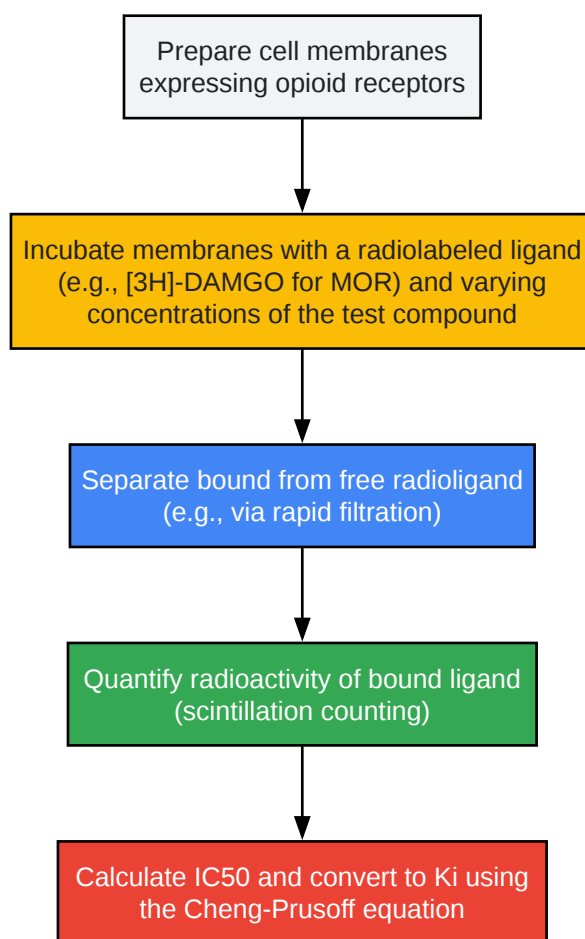 Prepare cell membranes
expressing opioid receptors
Incubate membranes with a radiolabeled ligand
(e.g., [3H]-DAMGO for MOR) and varying
concentrations of the test compound
Separate bound from free radioligand
(e.g., via rapid filtration)
Quantify radioactivity of bound ligand
(scintillation counting)
Calculate IC50 and convert to Ki using
the Cheng-Prusoff equation